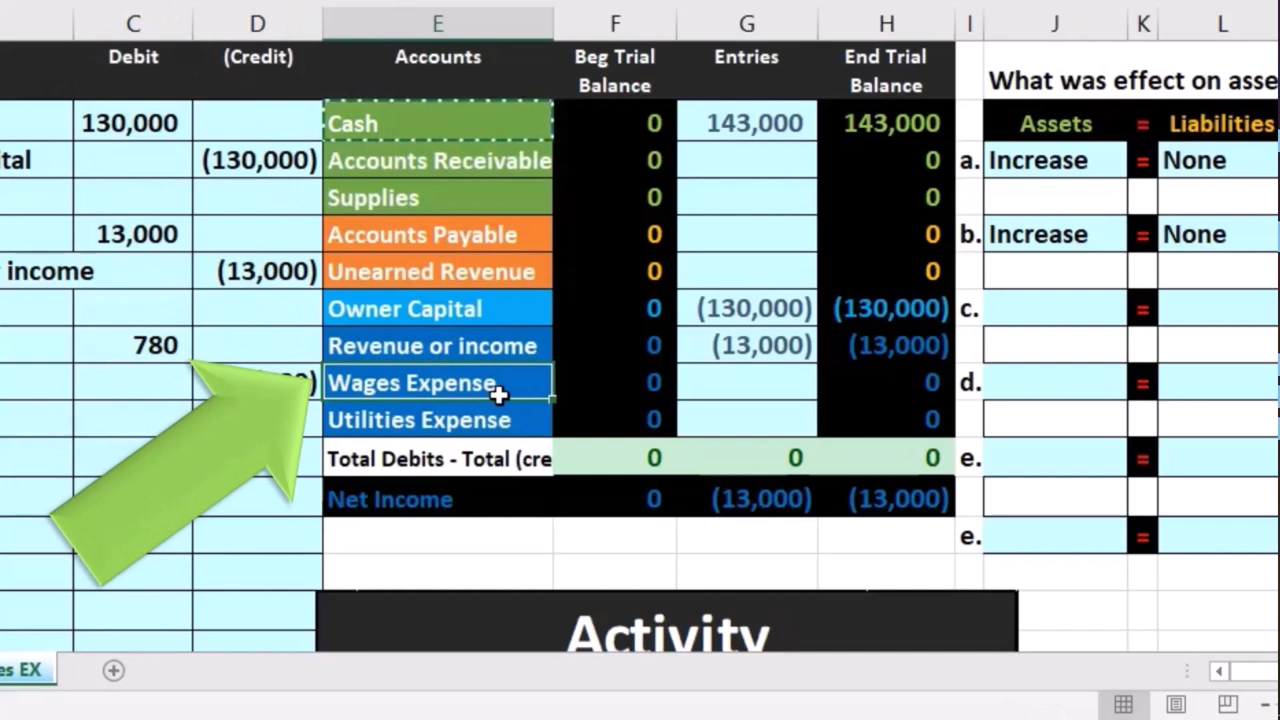 C D E F G H I J K L
Debit (Credit) Accounts Beg Trial Balance Entries End Trial Balance
What was effect on asse
130,000 Cash 0 143,000 143,000 Assets = Liabilities
tal (130,000) Accounts Receivable 0 0 a. Increase = None
Supplies 0 0
13,000 Accounts Payable 0 0 b. Increase = None
income (13,000) Unearned Revenue 0 0
Owner Capital 0 (130,000) (130,000) c. =
780 Revenue or income 0 (13,000) (13,000)
Wages Expense 0 0 d. =
Utilities Expense 0 0
Total Debits - Total (cre 0 0 0 e. =
Net Income 0 (13,000) (13,000)
e. =
Activity
es EX